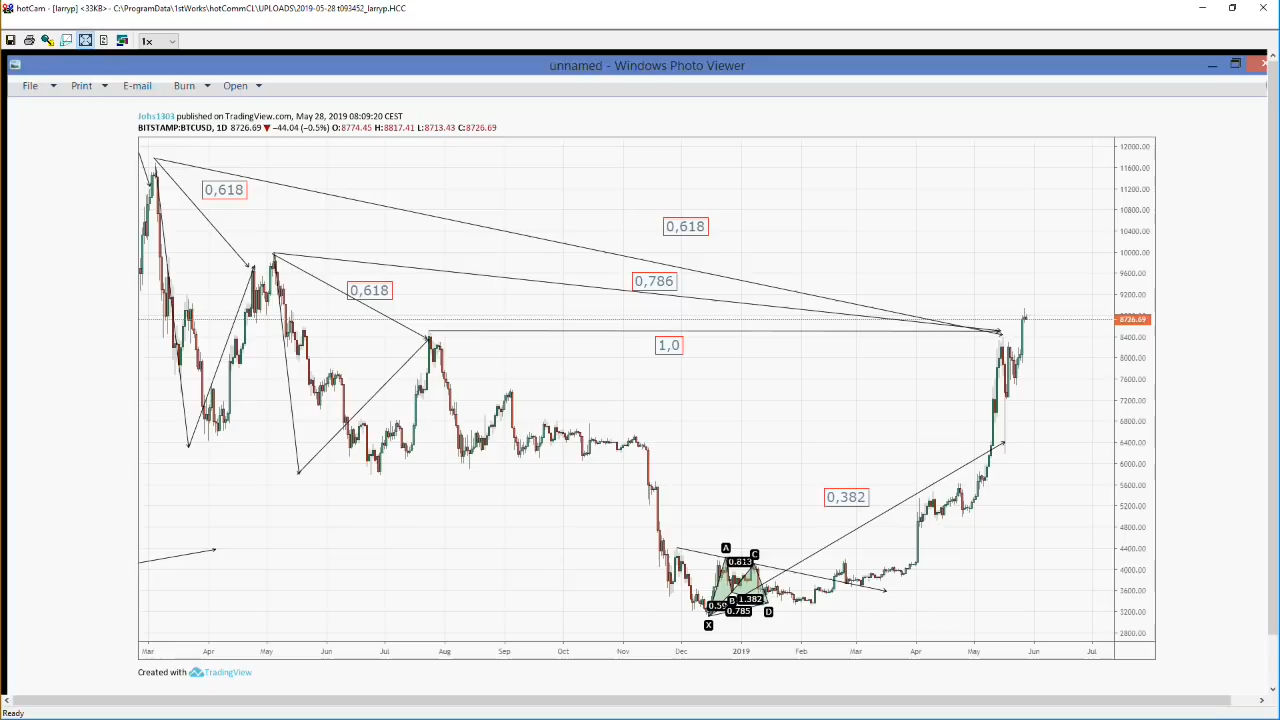 hotCam - [larryp] <33KB> - C:\ProgramData\1stWorks\hotCommCL\UPLOADS\2019-05-28 t093452_larryp.HCC
1x
unnamed - Windows Photo Viewer
File Print E-mail Burn Open
Johs1303 published on TradingView.com, May 28, 2019 08:09:20 CEST
BITSTAMP:BTCUSD, 1D 8726.69 ▼ −44.04 (−0.5%) O:8774.45 H:8817.41 L:8713.43 C:8726.69
12000.00
11600.00
0,618
11200.00
10800.00
0,618
10400.00
10000.00
0,786
9600.00
0,618
9200.00
8726.69
8400.00
1,0
8000.00
7600.00
7200.00
6800.00
6400.00
6000.00
5600.00
0,382
5200.00
4800.00
4400.00
A
C
0.813
4000.00
3600.00
B
1.382
0.59
0.785
D
3200.00
X
2800.00
Mar Apr May Jun Jul Aug Sep Oct Nov Dec 2019 Feb Mar Apr May Jun Jul
Created with TradingView
Ready